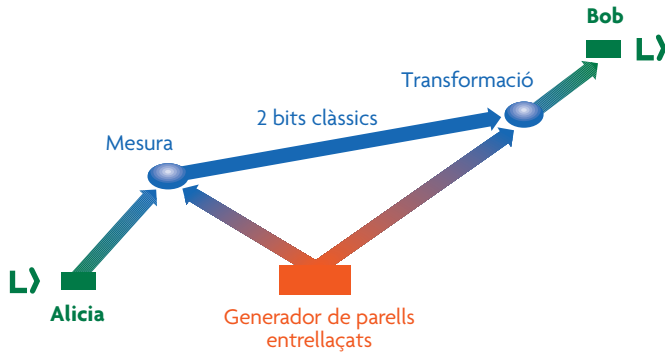 Bob
L⟩
Transformació
2 bits clàssics
Mesura
L⟩
Alicia
Generador de parells
entrellaçats